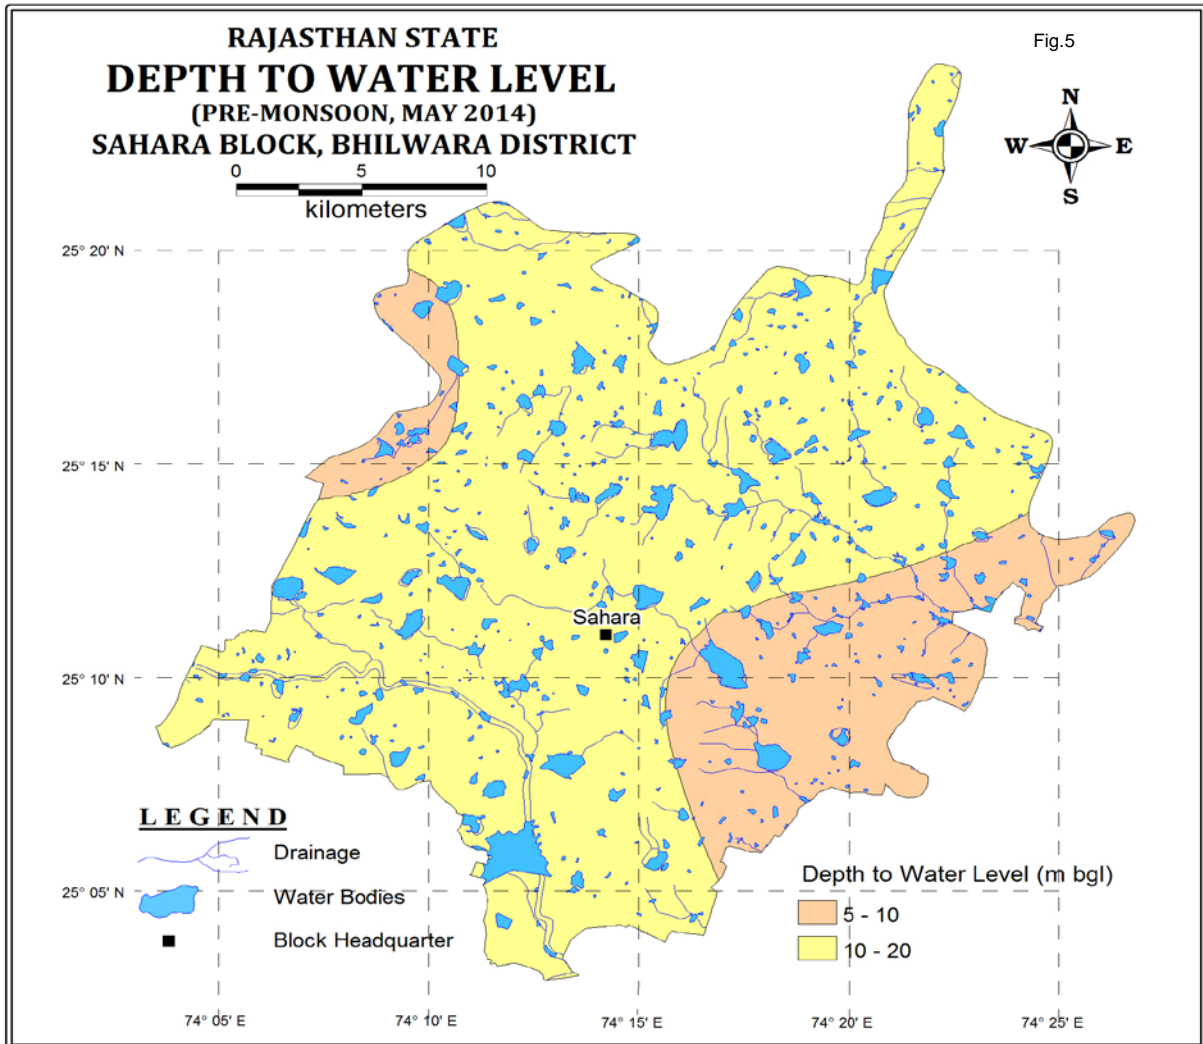 RAJASTHAN STATE
Fig.5
DEPTH TO WATER LEVEL
(PRE-MONSOON, MAY 2014)
SAHARA BLOCK, BHILWARA DISTRICT
N
W E
S
0 5 10
kilometers
25° 20' N
25° 15' N
Sahara
25° 10' N
LEGEND
Drainage
Water Bodies
Block Headquarter
25° 05' N
Depth to Water Level (m bgl)
5 - 10
10 - 20
74° 05' E 74° 10' E 74° 15' E 74° 20' E 74° 25' E